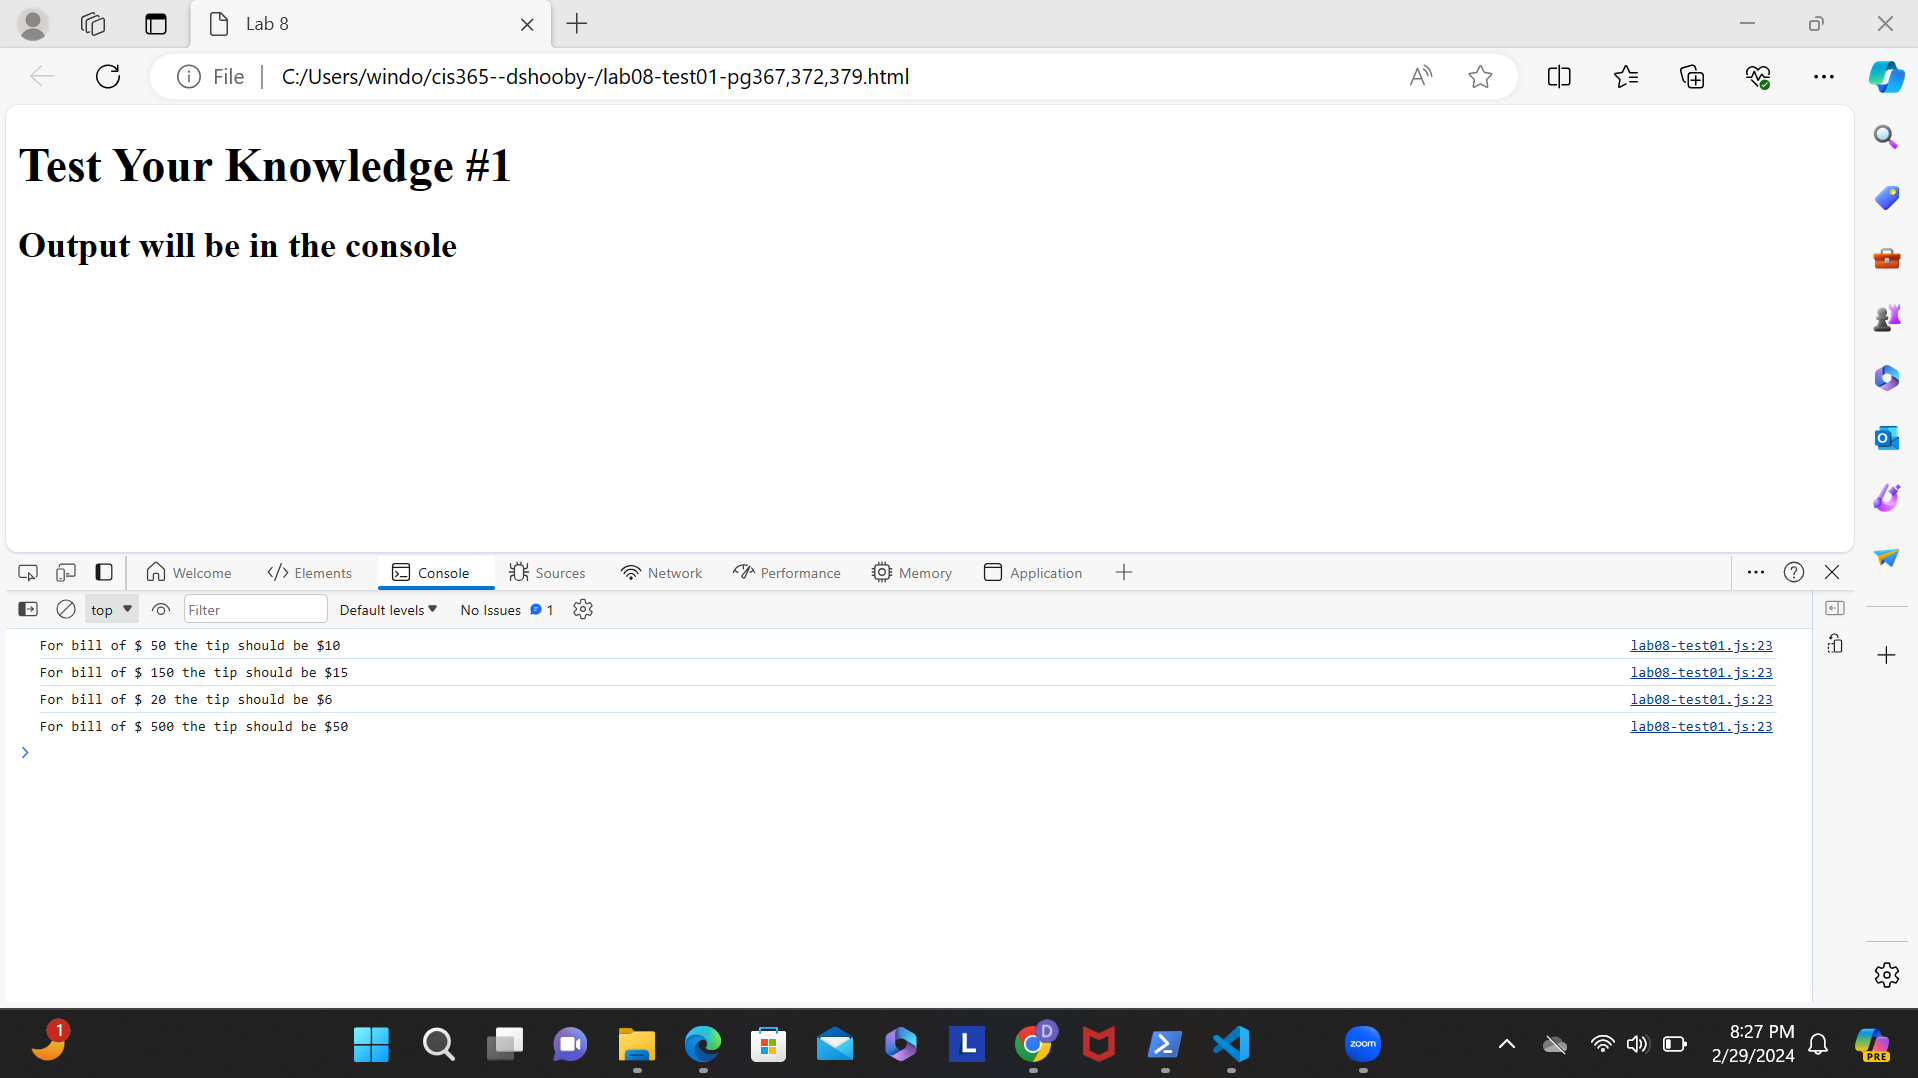 Lab 8
File
C:/Users/windo/cis365--dshooby-/lab08-test01-pg367,372,379.html
Test Your Knowledge #1
Output will be in the console
Welcome Elements Console Sources Network Performance Memory Application
top Filter Default levels No Issues 1
For bill of $ 50 the tip should be $10 lab08-test01.js:23
For bill of $ 150 the tip should be $15 lab08-test01.js:23
For bill of $ 20 the tip should be $6 lab08-test01.js:23
For bill of $ 500 the tip should be $50 lab08-test01.js:23
1
L
D
zoom
8:27 PM
2/29/2024
PRE